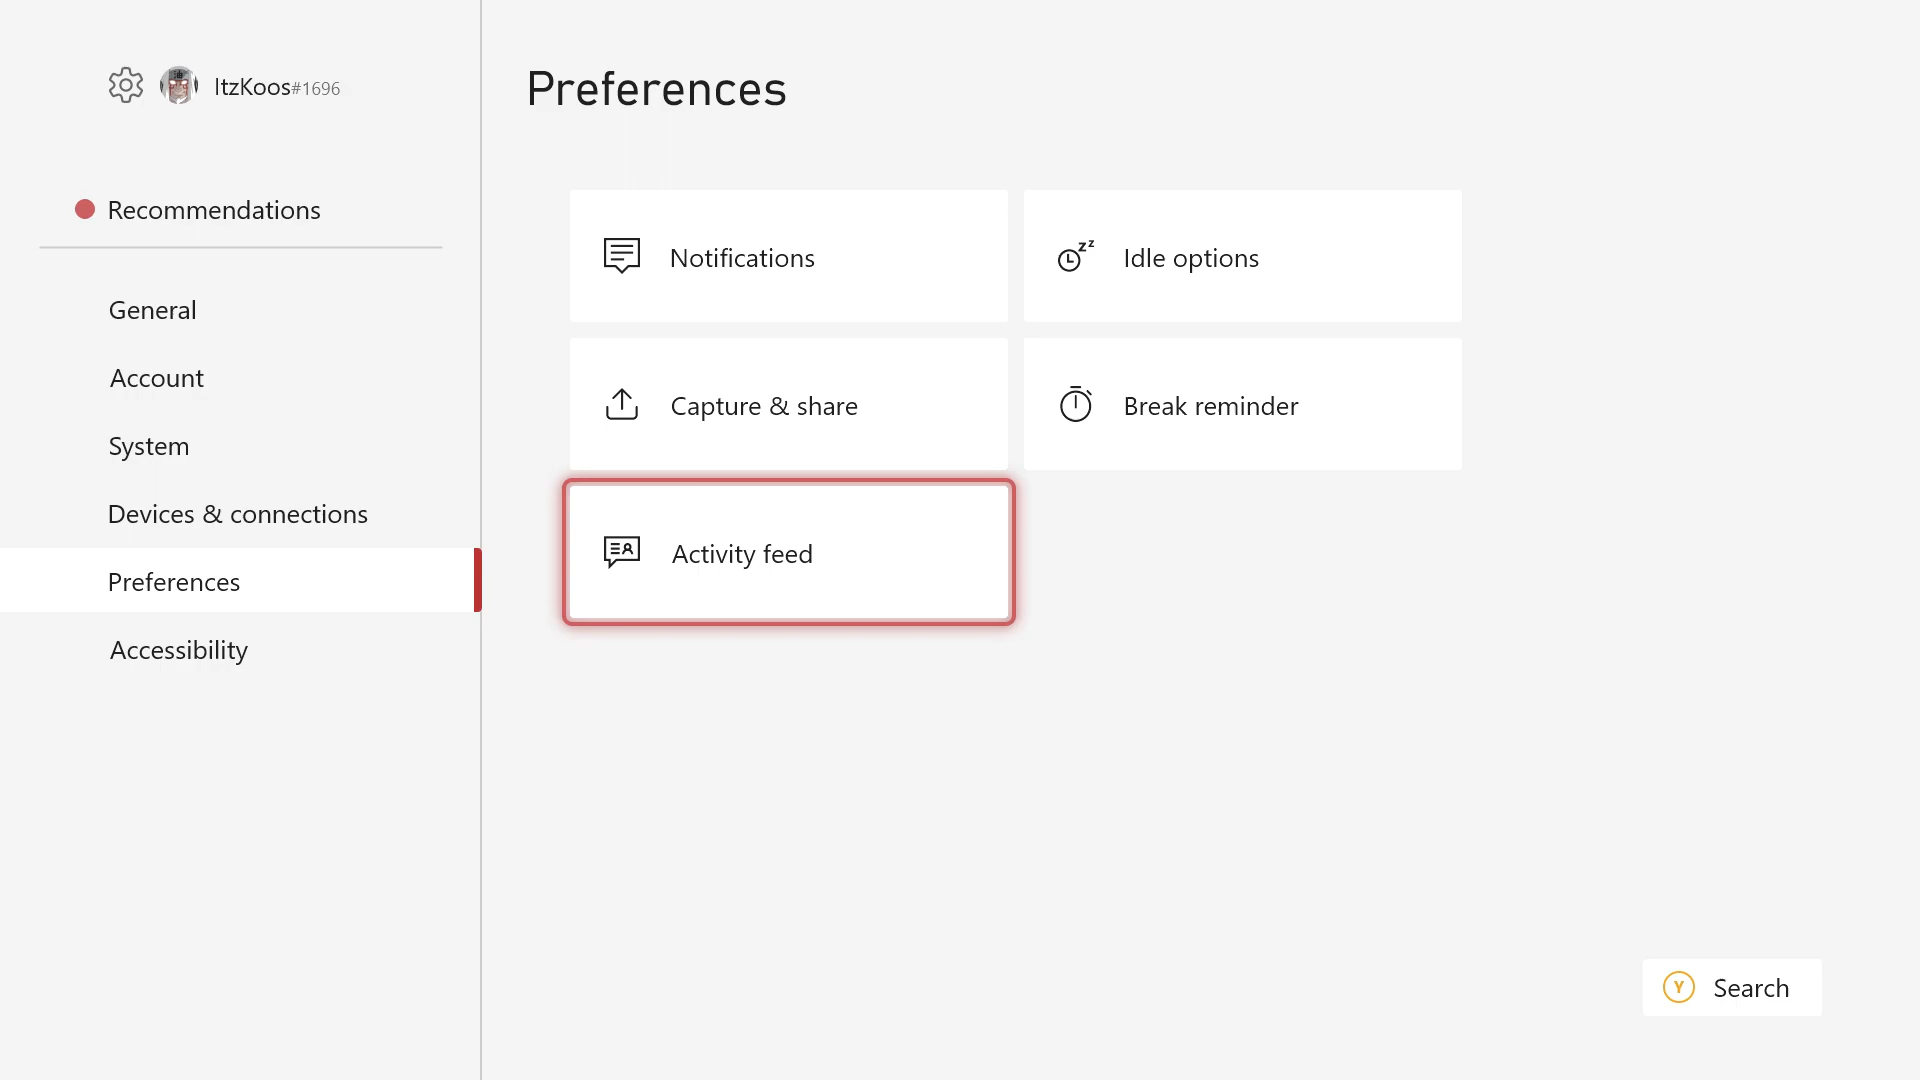 ItzKoos#1696
Preferences
Recommendations
General
Account
System
Devices & connections
Preferences
Accessibility
Notifications
Idle options
Capture & share
Break reminder
Activity feed
Y Search